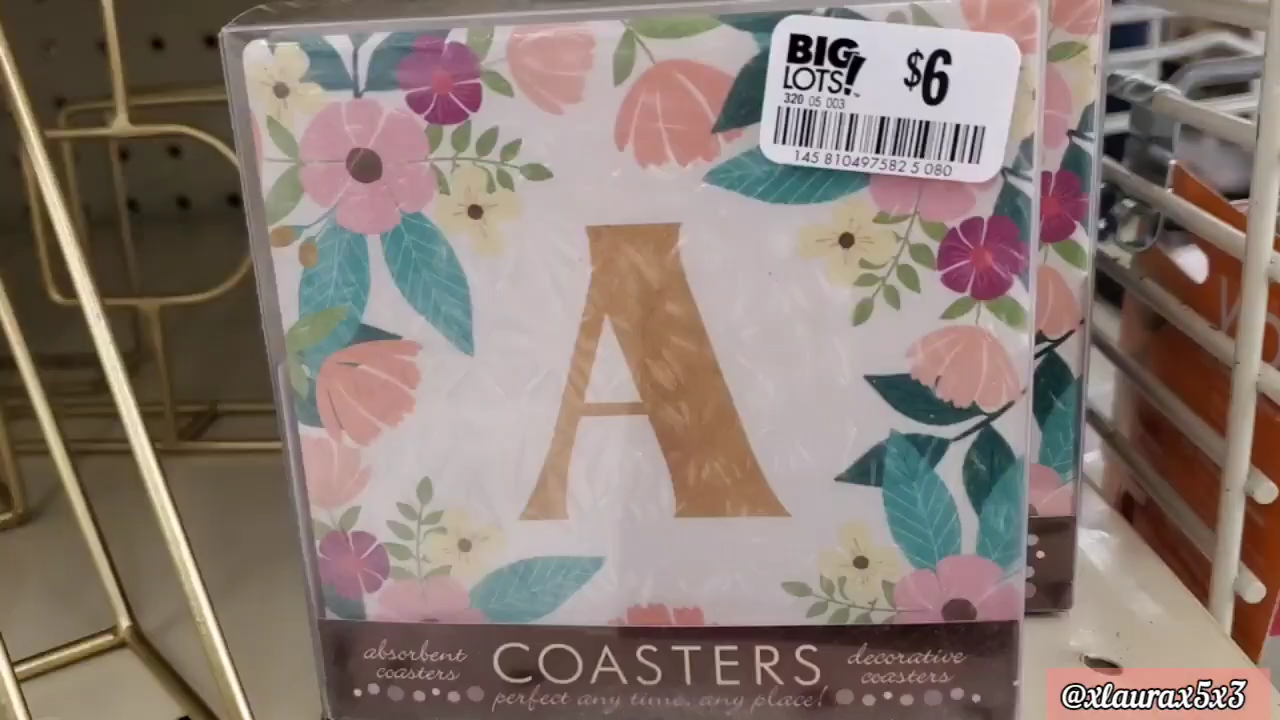 BIG
LOTS!™ $6
320 05 003
145 810497582 5 080
A
absorbent
coasters
COASTERS
decorative
coasters
perfect any time, any place!
@xlaurax5x3